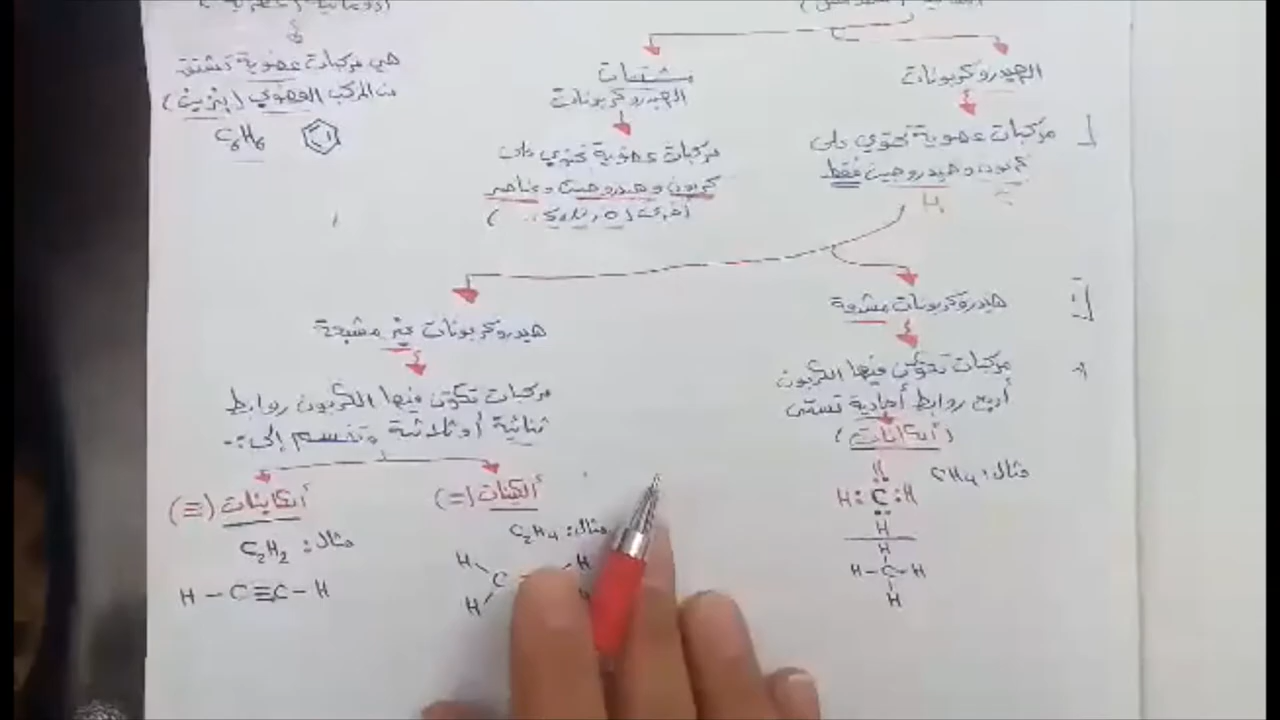 الهيدروكربونات
مركبات عضوية تحتوي على
كربون وهيدروجين فقط
H
مشتقات
الهيدروكربونات
مركبات عضوية تحتوي على
كربون وهيدروجين وعناصر
هي مركبات عضوية تشتق
من المركب العضوي (بنزين)
C6H6
هيدروكربونات مشبعة
مركبات تكون فيها الكربون
أربع روابط أحادية تسمى
(ألكانات)
مثال: CH4
H:C:H
H
H
H-C-H
H
هيدروكربونات غير مشبعة
مركبات تكون فيها الكربون روابط
ثنائية أو ثلاثية وتنقسم إلى:-
ألكينات (=)
مثال: C2H4
H H
C
H H
ألكاينات (≡)
مثال: C2H2
H-C≡C-H